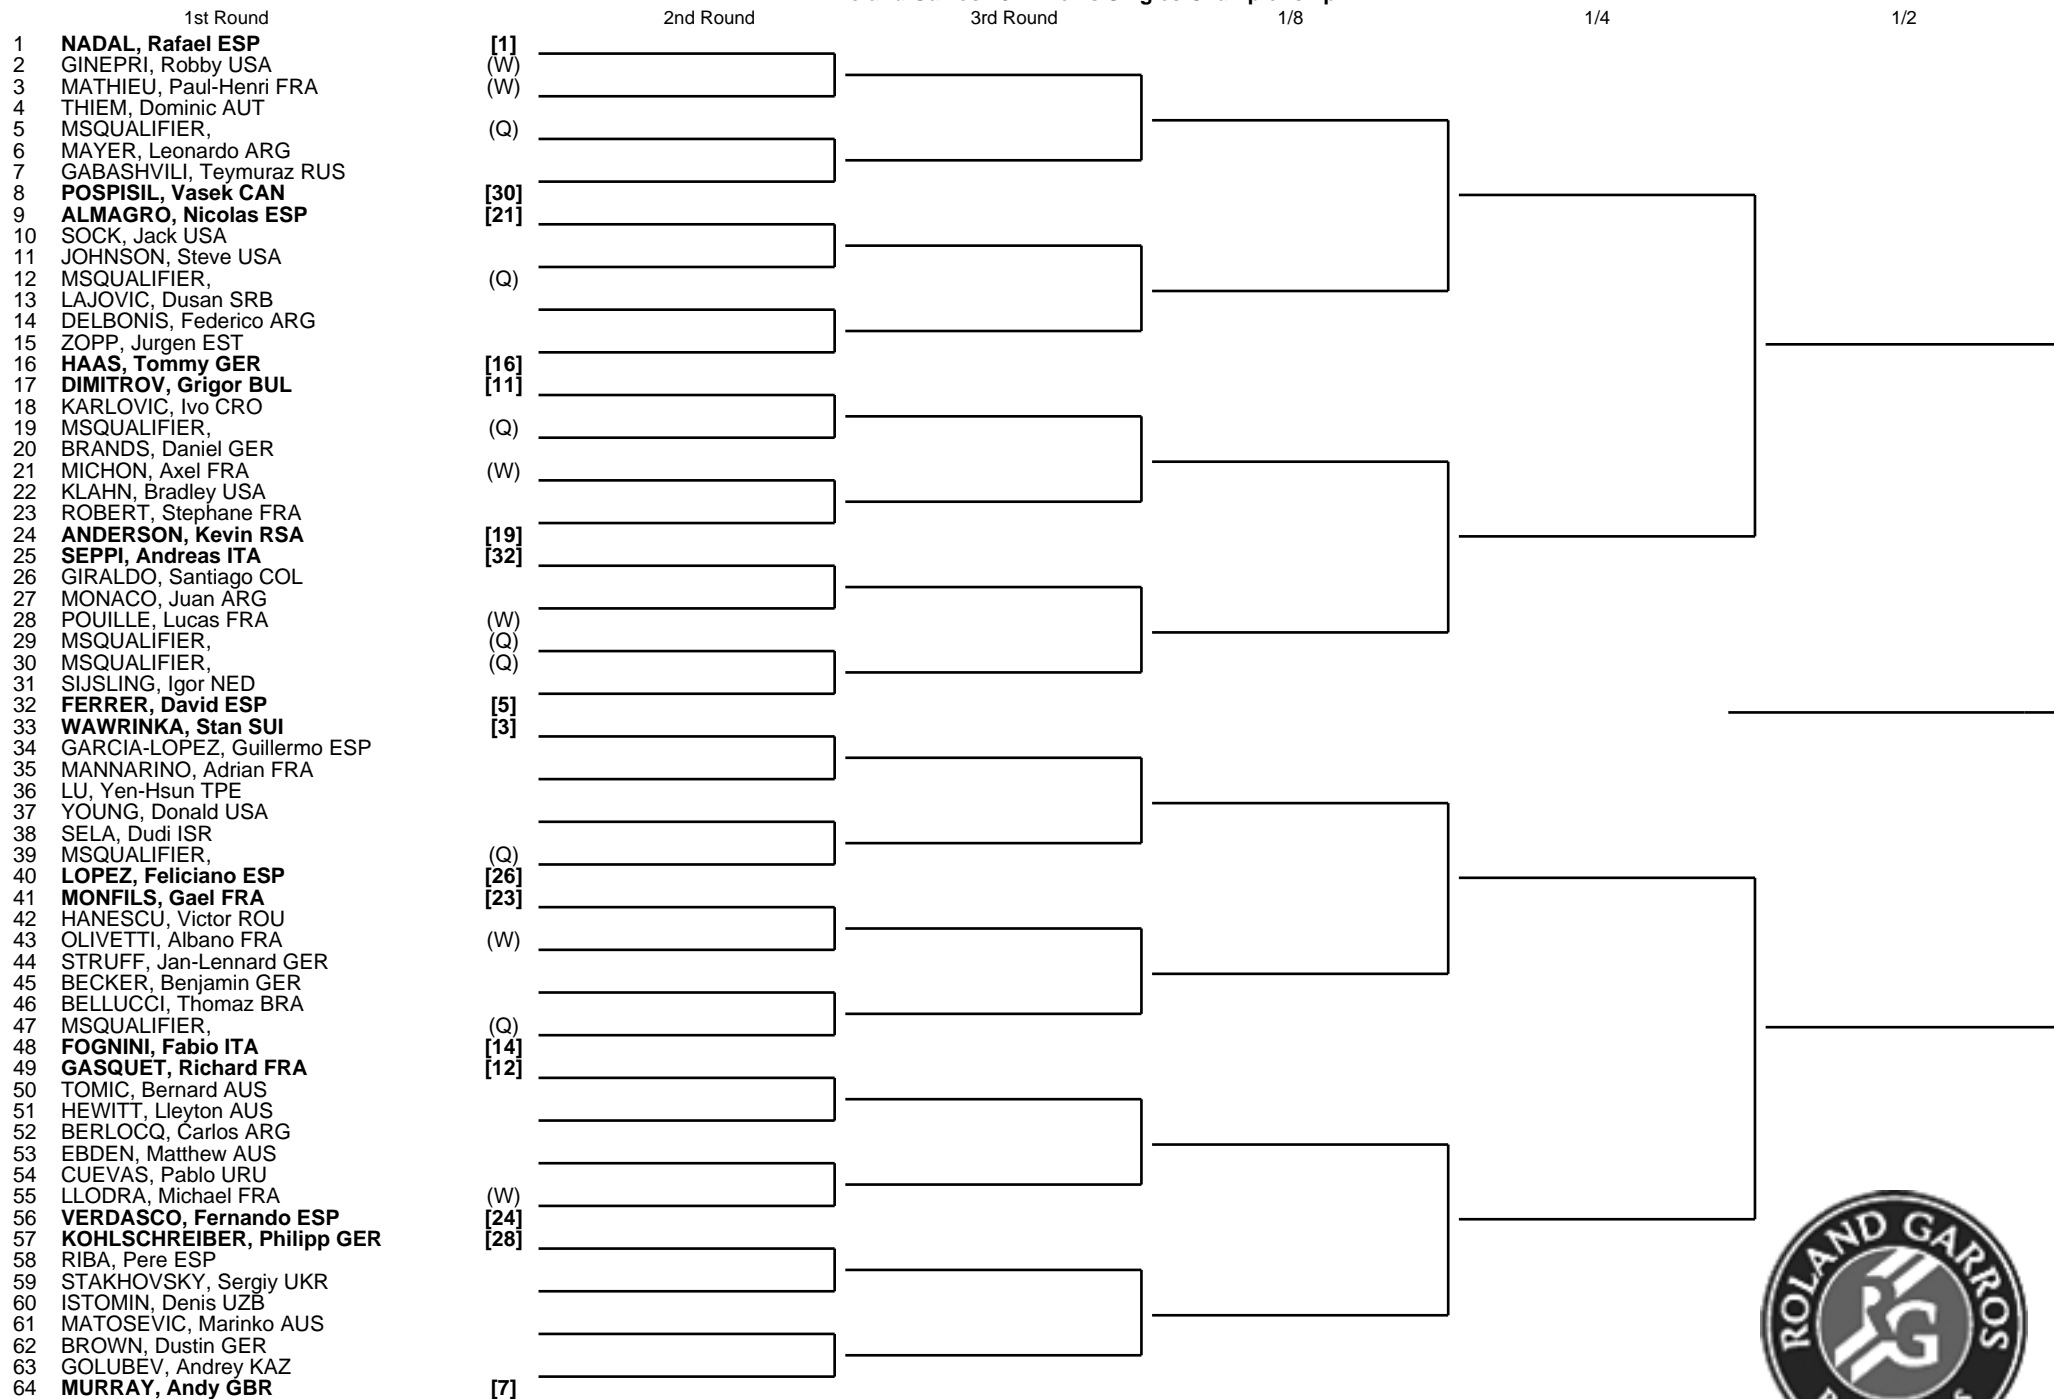 1st Round 2nd Round 3rd Round 1/8 1/4 1/2
1 NADAL, Rafael ESP [1]
2 GINEPRI, Robby USA (W)
3 MATHIEU, Paul-Henri FRA (W)
4 THIEM, Dominic AUT
5 MSQUALIFIER, (Q)
6 MAYER, Leonardo ARG
7 GABASHVILI, Teymuraz RUS
8 POSPISIL, Vasek CAN [30]
9 ALMAGRO, Nicolas ESP [21]
10 SOCK, Jack USA
11 JOHNSON, Steve USA
12 MSQUALIFIER, (Q)
13 LAJOVIC, Dusan SRB
14 DELBONIS, Federico ARG
15 ZOPP, Jurgen EST
16 HAAS, Tommy GER [16]
17 DIMITROV, Grigor BUL [11]
18 KARLOVIC, Ivo CRO
19 MSQUALIFIER, (Q)
20 BRANDS, Daniel GER
21 MICHON, Axel FRA (W)
22 KLAHN, Bradley USA
23 ROBERT, Stephane FRA
24 ANDERSON, Kevin RSA [19]
25 SEPPI, Andreas ITA [32]
26 GIRALDO, Santiago COL
27 MONACO, Juan ARG
28 POUILLE, Lucas FRA (W)
29 MSQUALIFIER, (Q)
30 MSQUALIFIER, (Q)
31 SIJSLING, Igor NED
32 FERRER, David ESP [5]
33 WAWRINKA, Stan SUI [3]
34 GARCIA-LOPEZ, Guillermo ESP
35 MANNARINO, Adrian FRA
36 LU, Yen-Hsun TPE
37 YOUNG, Donald USA
38 SELA, Dudi ISR
39 MSQUALIFIER, (Q)
40 LOPEZ, Feliciano ESP [26]
41 MONFILS, Gael FRA [23]
42 HANESCU, Victor ROU
43 OLIVETTI, Albano FRA (W)
44 STRUFF, Jan-Lennard GER
45 BECKER, Benjamin GER
46 BELLUCCI, Thomaz BRA
47 MSQUALIFIER, (Q)
48 FOGNINI, Fabio ITA [14]
49 GASQUET, Richard FRA [12]
50 TOMIC, Bernard AUS
51 HEWITT, Lleyton AUS
52 BERLOCQ, Carlos ARG
53 EBDEN, Matthew AUS
54 CUEVAS, Pablo URU
55 LLODRA, Michael FRA (W)
56 VERDASCO, Fernando ESP [24]
57 KOHLSCHREIBER, Philipp GER [28]
58 RIBA, Pere ESP
59 STAKHOVSKY, Sergiy UKR
60 ISTOMIN, Denis UZB
61 MATOSEVIC, Marinko AUS
62 BROWN, Dustin GER
63 GOLUBEV, Andrey KAZ
64 MURRAY, Andy GBR [7]
ROLAND GARROS
RG